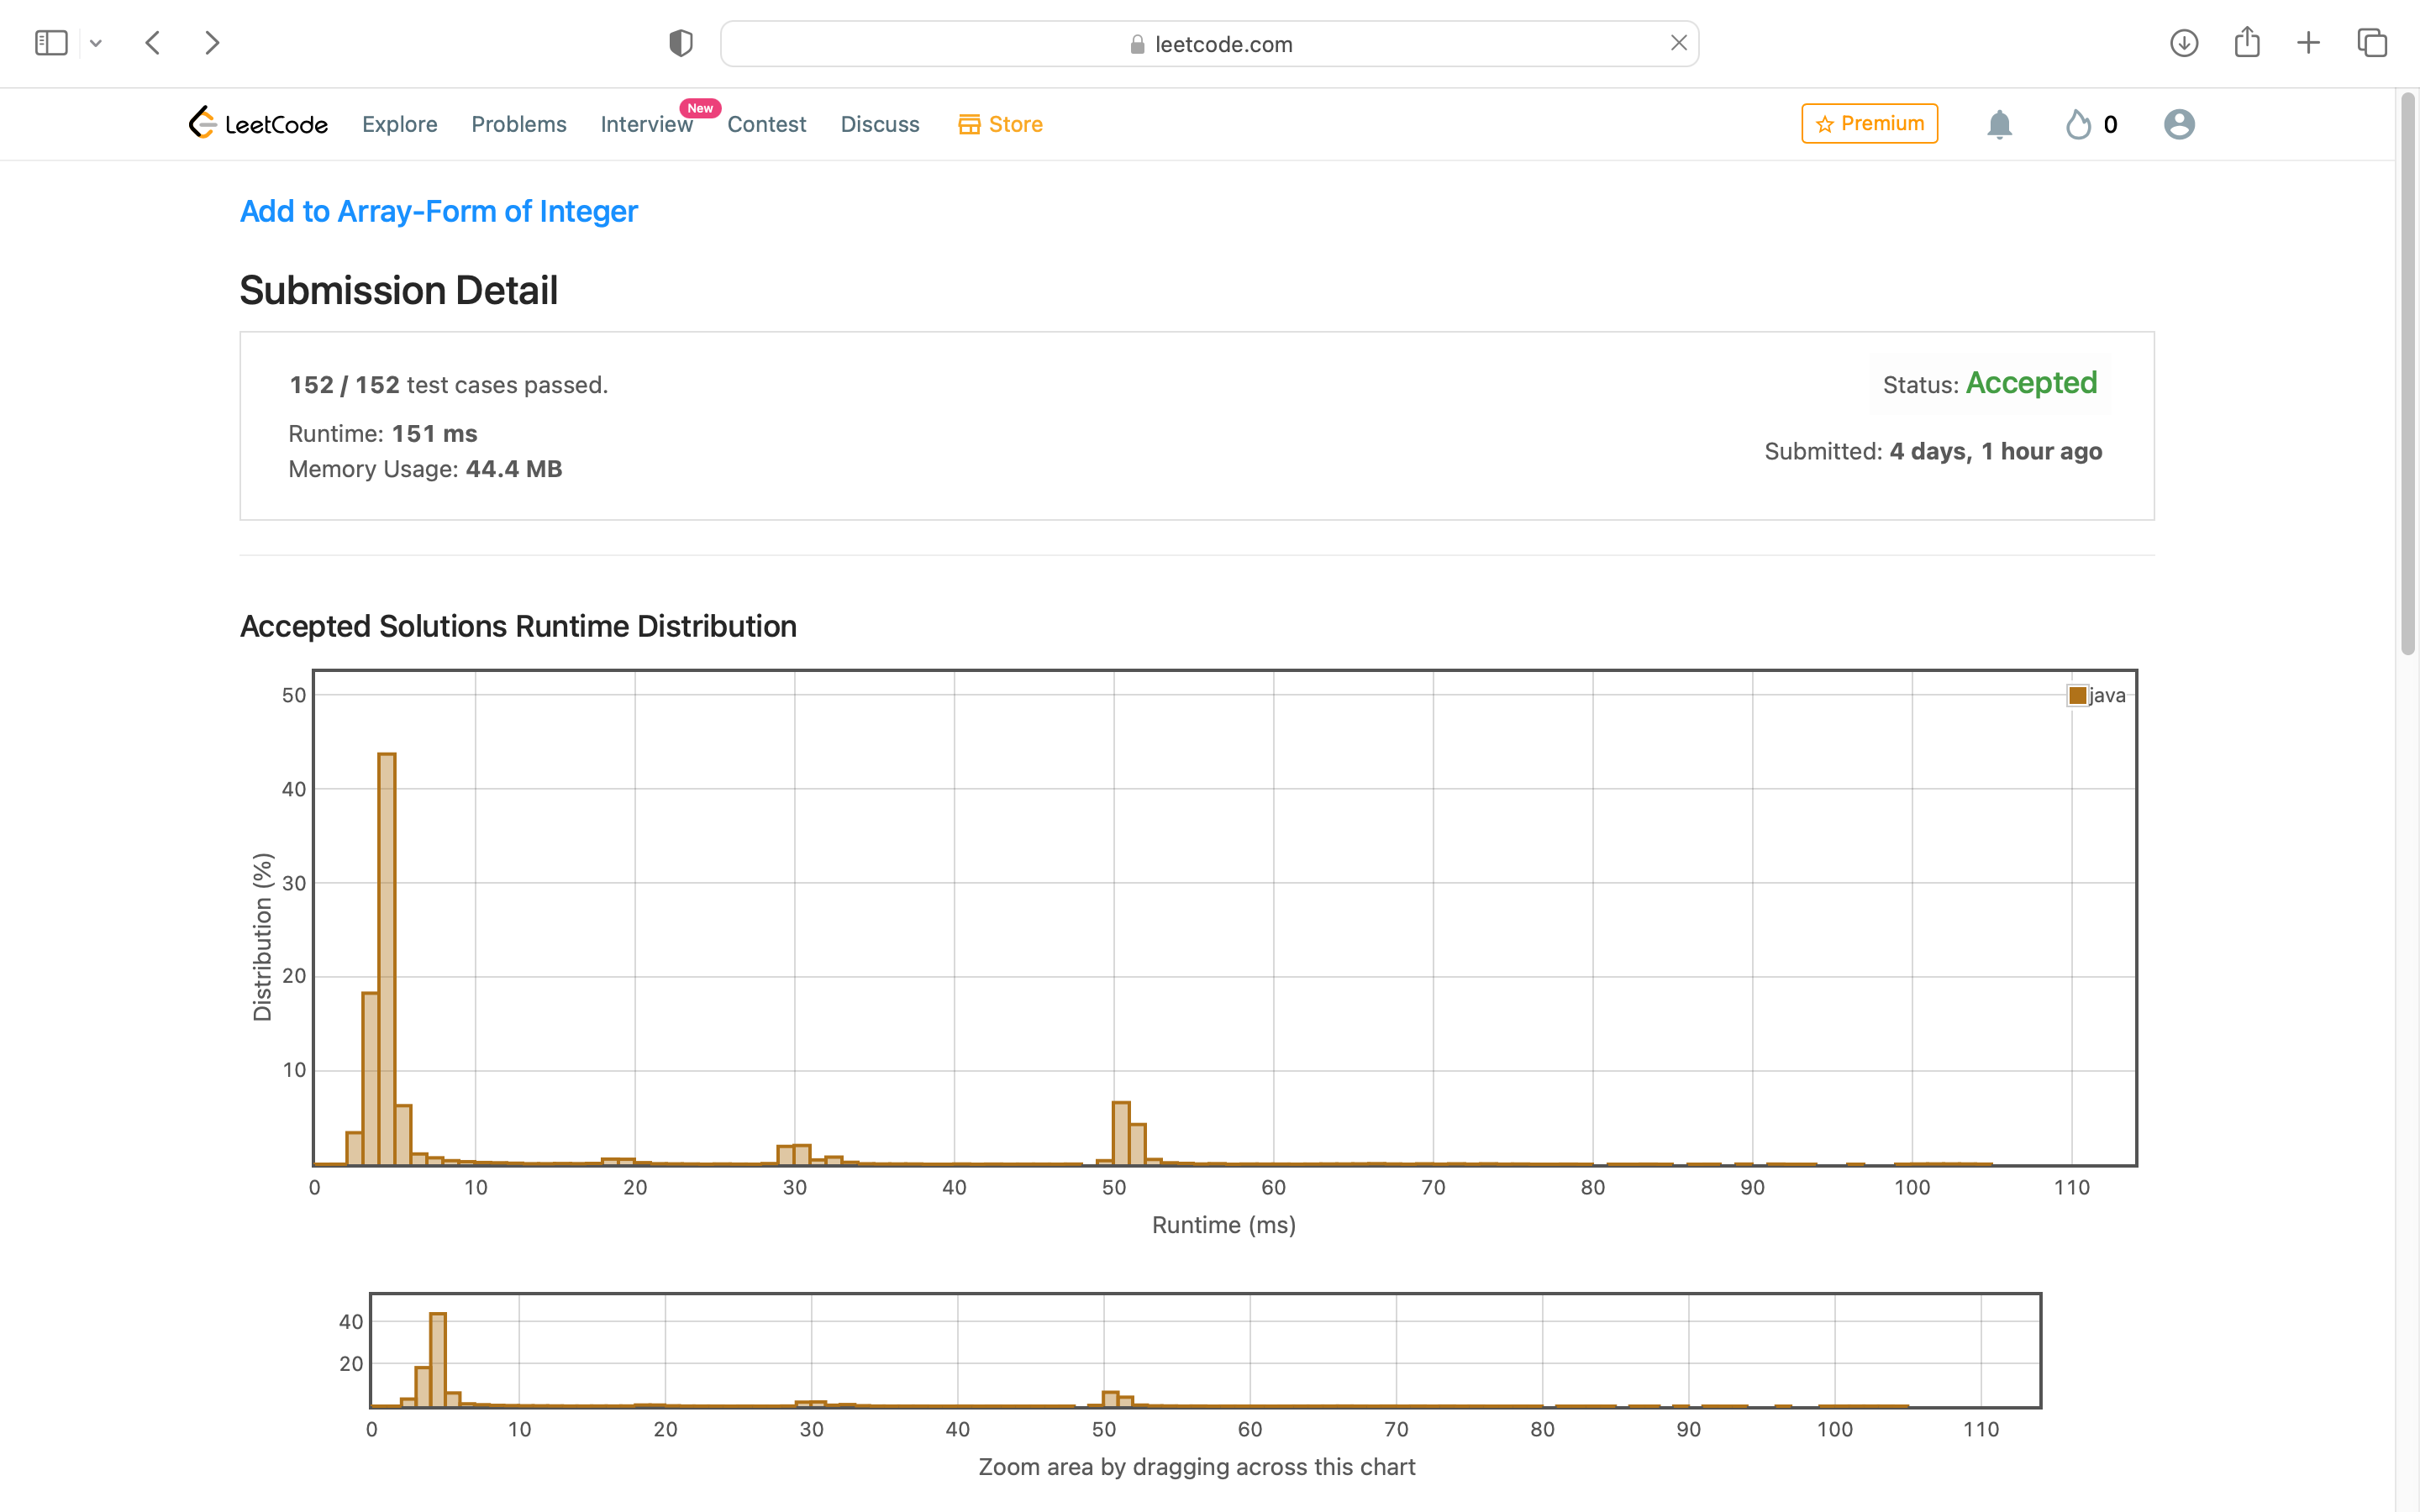 leetcode.com
LeetCode Explore Problems Interview New Contest Discuss Store Premium 0
Add to Array-Form of Integer
Submission Detail
152 / 152 test cases passed.
Status: Accepted
Runtime: 151 ms
Submitted: 4 days, 1 hour ago
Memory Usage: 44.4 MB
Accepted Solutions Runtime Distribution
50
java
40
30
20
10
Distribution (%)
0 10 20 30 40 50 60 70 80 90 100 110
Runtime (ms)
40
20
0 10 20 30 40 50 60 70 80 90 100 110
Zoom area by dragging across this chart